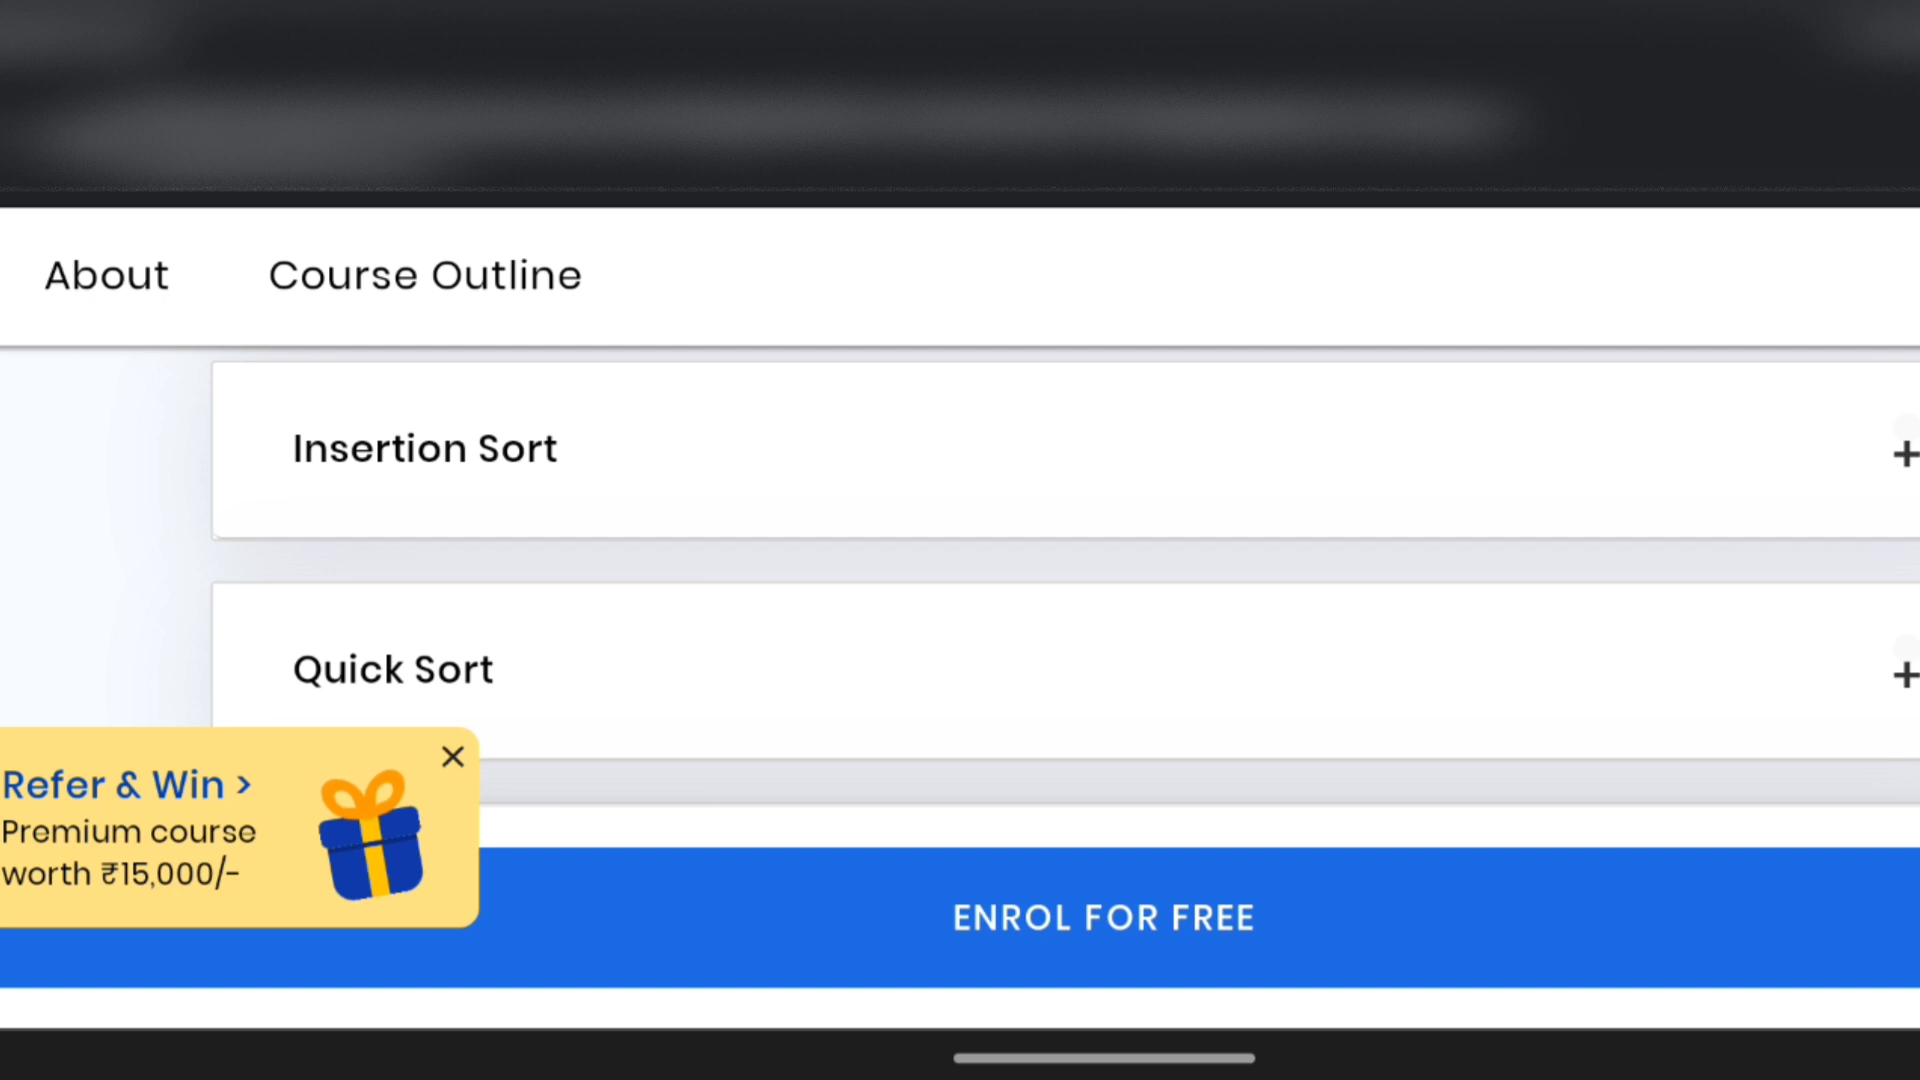 About Course Outline
Insertion Sort +
Quick Sort +
Refer & Win >
Premium course
worth ₹15,000/-
ENROL FOR FREE